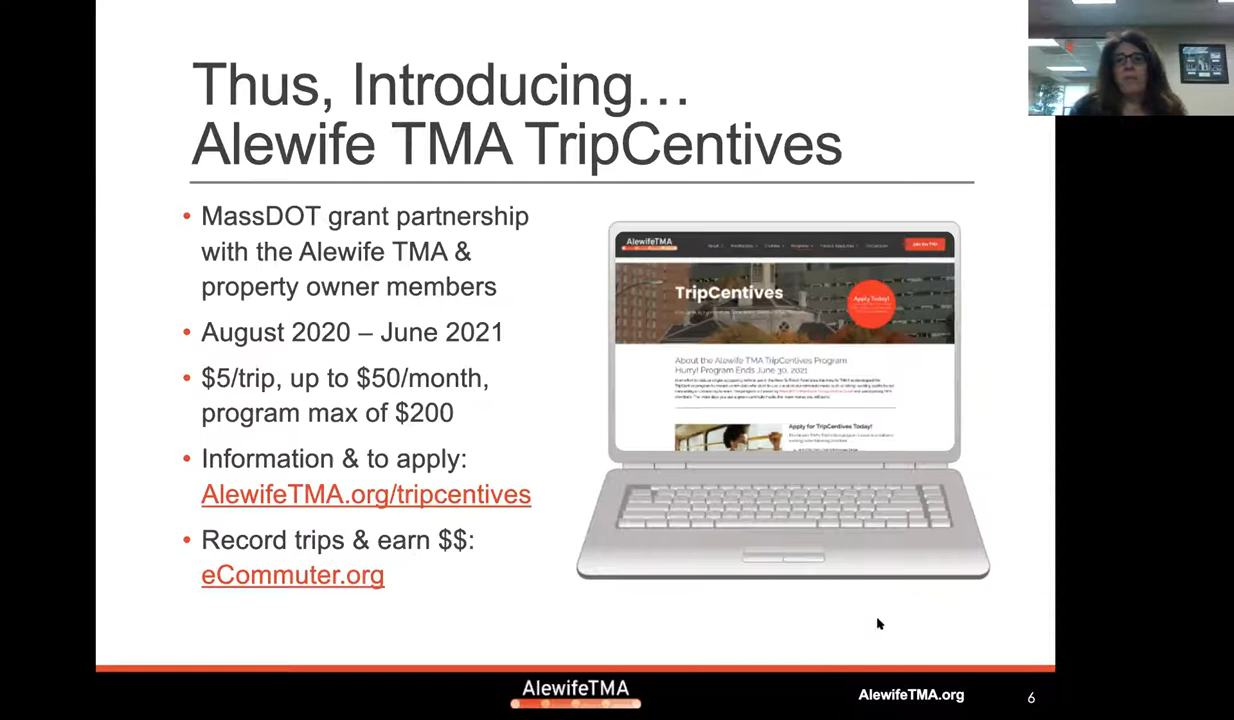 Thus, Introducing…
Alewife TMA TripCentives
• MassDOT grant partnership
with the Alewife TMA &
property owner members
• August 2020 – June 2021
• $5/trip, up to $50/month,
program max of $200
• Information & to apply:
AlewifeTMA.org/tripcentives
• Record trips & earn $$:
eCommuter.org
AlewifeTMA
Join the TMA
TripCentives
Apply Today!
About the Alewife TMA TripCentives Program
Hurry! Program Ends June 30, 2021
Apply for TripCentives Today!
AlewifeTMA
AlewifeTMA.org
6